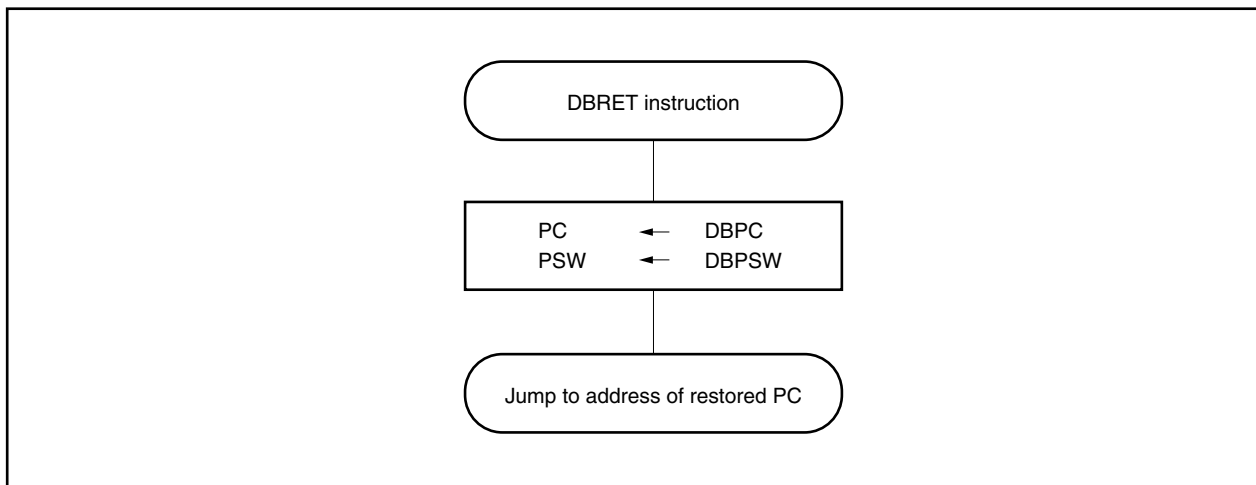 DBRET instruction
PC ← DBPC
PSW ← DBPSW
Jump to address of restored PC